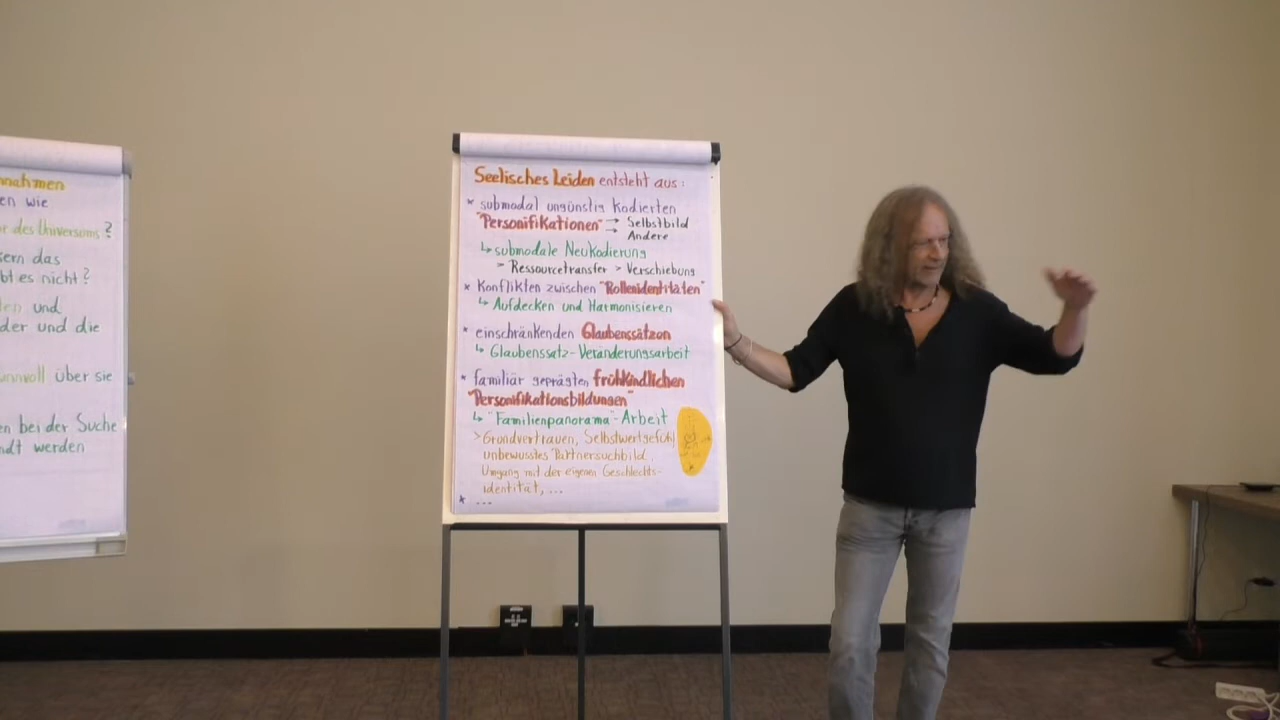 nahmen
en wie
des Universums?
ern das
bt es nicht?
ten und
der und die
nvoll über sie
en bei der Suche
ndt werden
Seelisches Leiden entsteht aus:
* submodal ungünstig kodierten
"Personifikationen" → Selbstbild
→ Andere
↳ submodale Neukodierung
> Ressourcetransfer > Verschiebung
* Konflikten zwischen "Rollenidentitäten"
↳ Aufdecken und Harmonisieren
* einschränkenden Glaubenssätzen
↳ Glaubenssatz-Veränderungsarbeit
* familiär geprägten frühkindlichen
"Personifikationsbildungen"
↳ "Familienpanorama"-Arbeit
> Grundvertrauen, Selbstwertgefühl
unbewusstes Partnersuchbild,
Umgang mit der eigenen Geschlechts-
identität, ...
* ...